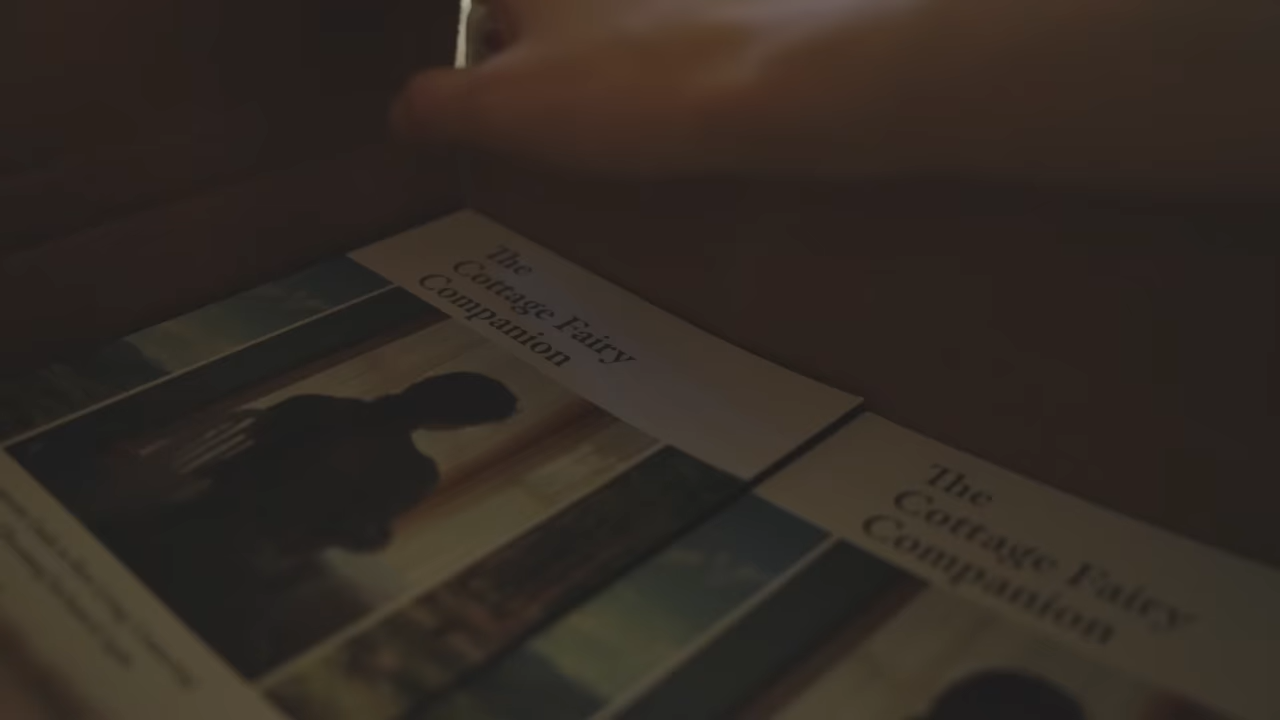 The
Cottage Fairy
Companion
The
Cottage Fairy
Companion